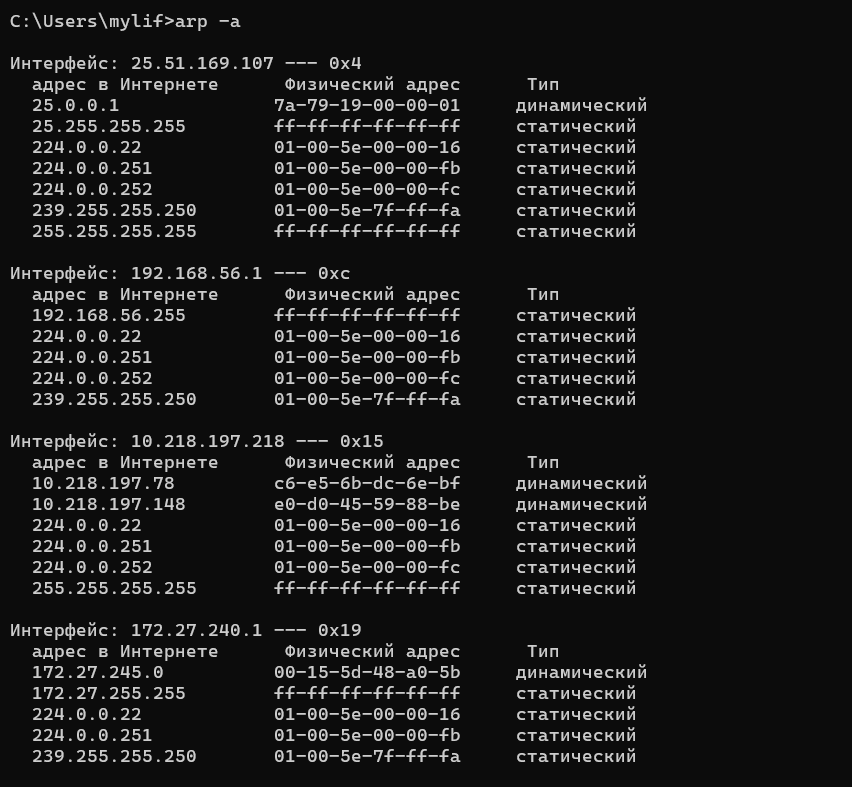 C:\Users\mylif>arp -a
Интерфейс: 25.51.169.107 --- 0x4
адрес в Интернете Физический адрес Тип
25.0.0.1 7a-79-19-00-00-01 динамический
25.255.255.255 ff-ff-ff-ff-ff-ff статический
224.0.0.22 01-00-5e-00-00-16 статический
224.0.0.251 01-00-5e-00-00-fb статический
224.0.0.252 01-00-5e-00-00-fc статический
239.255.255.250 01-00-5e-7f-ff-fa статический
255.255.255.255 ff-ff-ff-ff-ff-ff статический
Интерфейс: 192.168.56.1 --- 0xc
адрес в Интернете Физический адрес Тип
192.168.56.255 ff-ff-ff-ff-ff-ff статический
224.0.0.22 01-00-5e-00-00-16 статический
224.0.0.251 01-00-5e-00-00-fb статический
224.0.0.252 01-00-5e-00-00-fc статический
239.255.255.250 01-00-5e-7f-ff-fa статический
Интерфейс: 10.218.197.218 --- 0x15
адрес в Интернете Физический адрес Тип
10.218.197.78 c6-e5-6b-dc-6e-bf динамический
10.218.197.148 e0-d0-45-59-88-be динамический
224.0.0.22 01-00-5e-00-00-16 статический
224.0.0.251 01-00-5e-00-00-fb статический
224.0.0.252 01-00-5e-00-00-fc статический
255.255.255.255 ff-ff-ff-ff-ff-ff статический
Интерфейс: 172.27.240.1 --- 0x19
адрес в Интернете Физический адрес Тип
172.27.245.0 00-15-5d-48-a0-5b динамический
172.27.255.255 ff-ff-ff-ff-ff-ff статический
224.0.0.22 01-00-5e-00-00-16 статический
224.0.0.251 01-00-5e-00-00-fb статический
239.255.255.250 01-00-5e-7f-ff-fa статический